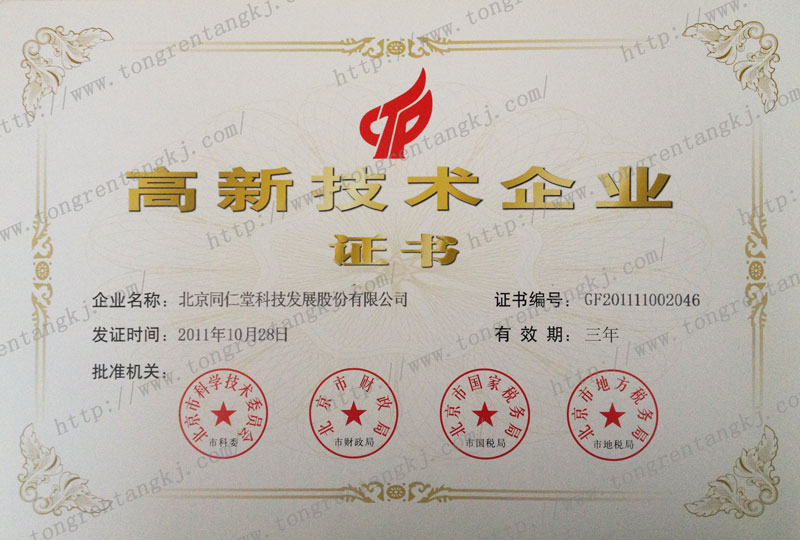 高新技术企业
证书
企业名称：北京同仁堂科技发展股份有限公司
证书编号：GF201111002046
发证时间：2011年10月28日
有效期：三年
批准机关：
北京市科学技术委员会
市科委
北京市财政局
市财政局
北京市国家税务局
市国税局
北京市地方税务局
市地税局
http://www.tongrentangkj.com/